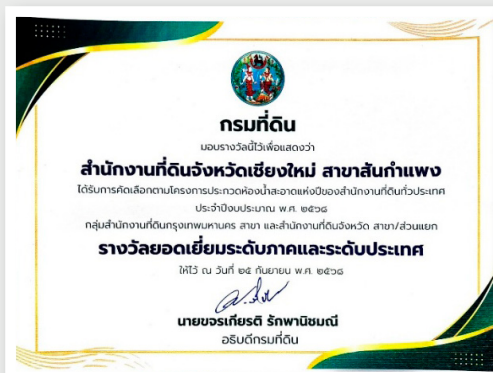 กรมที่ดิน
มอบรางวัลนี้ไว้เพื่อแสดงว่า
สำนักงานที่ดินจังหวัดเชียงใหม่ สาขาสันกำแพง
ได้รับการคัดเลือกตามโครงการประกวดห้องน้ำสะอาดแห่งปีของสำนักงานที่ดินทั่วประเทศ
ประจำปีงบประมาณ พ.ศ. ๒๕๖๘
กลุ่มสำนักงานที่ดินกรุงเทพมหานคร สาขา และสำนักงานที่ดินจังหวัด สาขา/ส่วนแยก
รางวัลยอดเยี่ยมระดับภาคและระดับประเทศ
ให้ไว้ ณ วันที่ ๒๕ กันยายน พ.ศ. ๒๕๖๘
นายขจรเกียรติ รักพานิชมณี
อธิบดีกรมที่ดิน